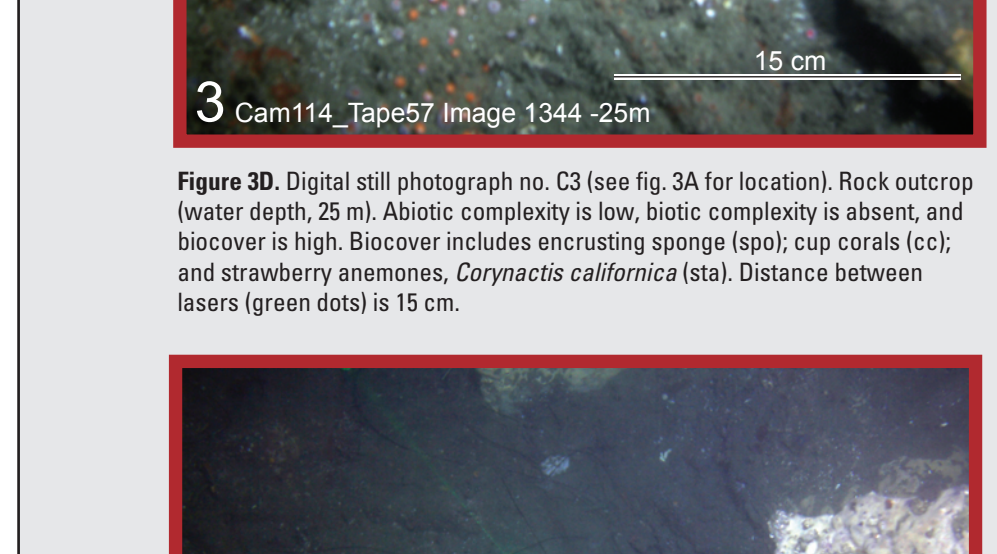 15 cm
3 Cam114_Tape57 Image 1344 -25m
Figure 3D. Digital still photograph no. C3 (see fig. 3A for location). Rock outcrop
(water depth, 25 m). Abiotic complexity is low, biotic complexity is absent, and
biocover is high. Biocover includes encrusting sponge (spo); cup corals (cc);
and strawberry anemones, Corynactis californica (sta). Distance between
lasers (green dots) is 15 cm.